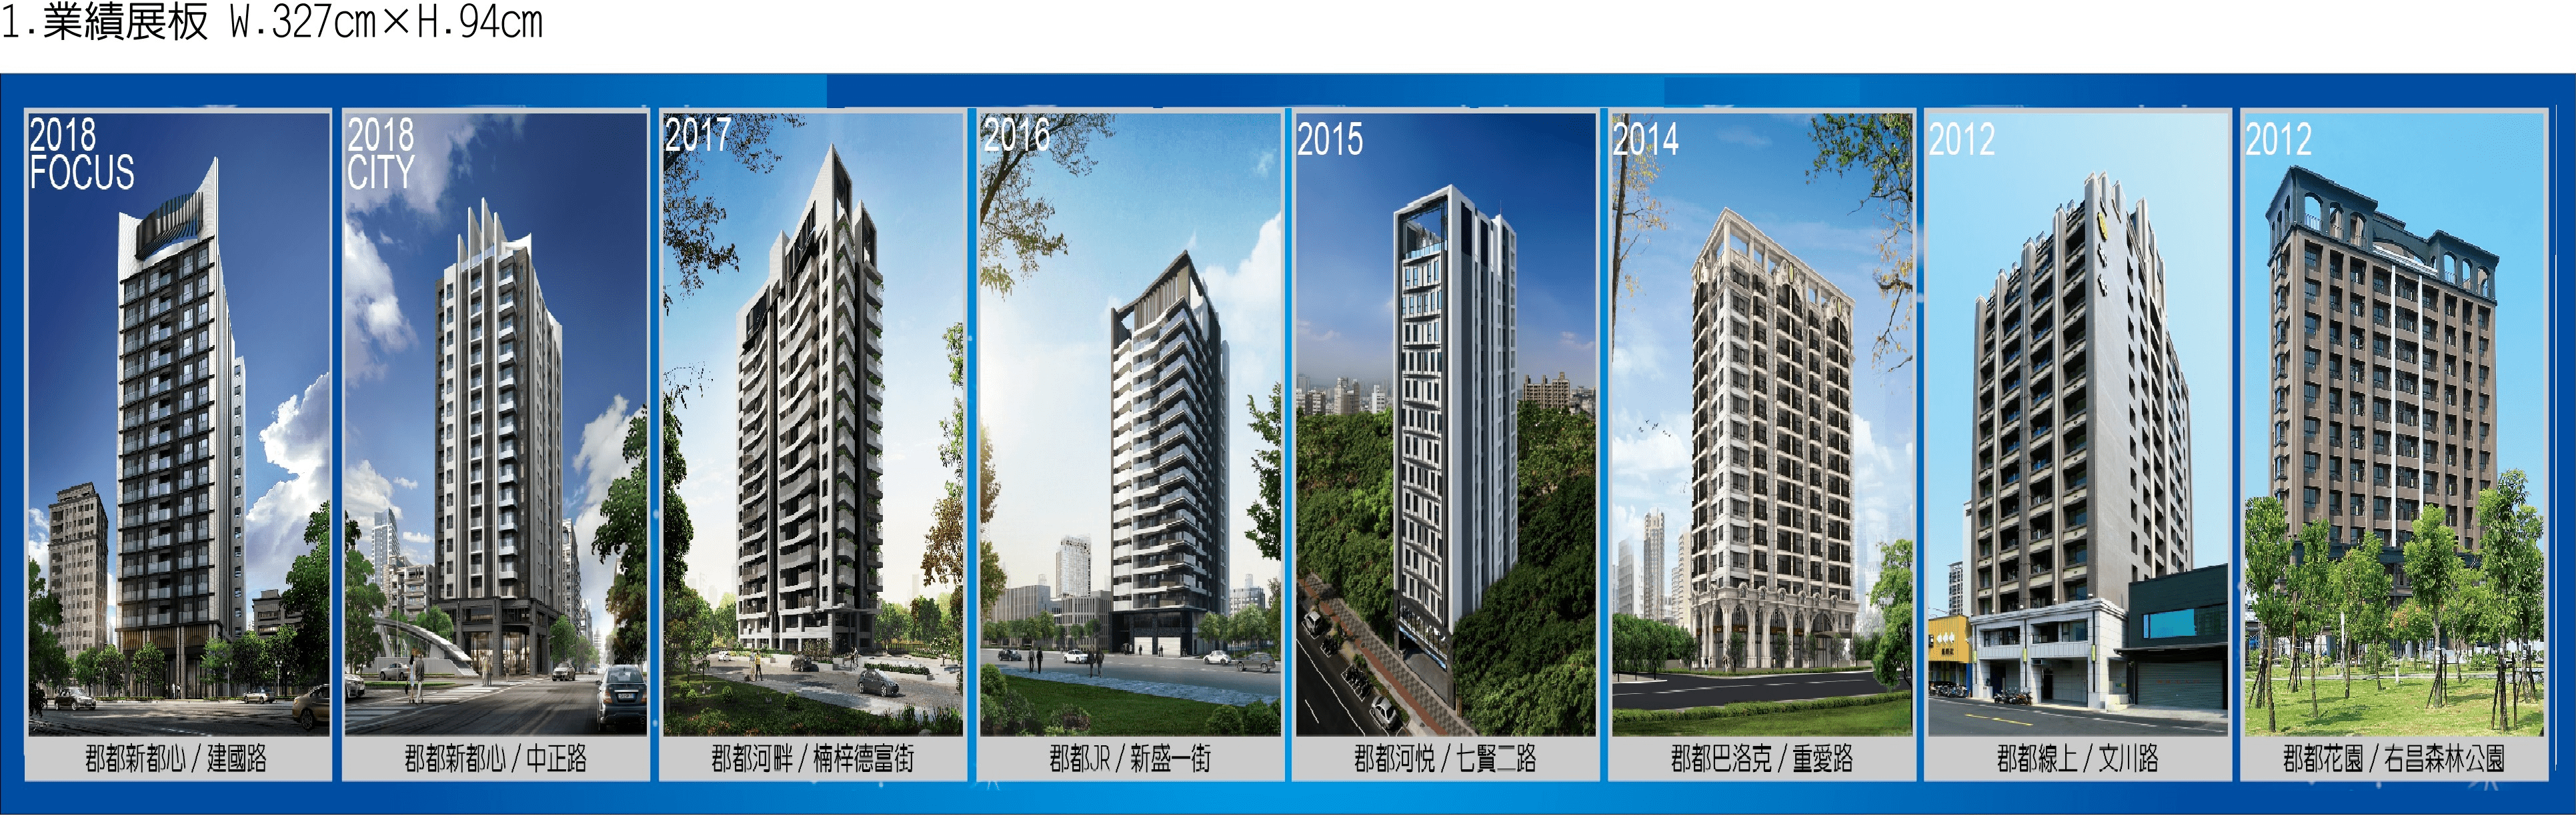 1.業績展板 W.327cm×H.94cm
2018
FOCUS
郡都新都心 / 建國路
2018
CITY
郡都新都心 / 中正路
2017
郡都河畔 / 楠梓德富街
2016
郡都JR / 新盛一街
2015
郡都河悦 / 七賢二路
2014
郡都巴洛克 / 重愛路
2012
郡都線上 / 文川路
2012
郡都花園 / 右昌森林公園